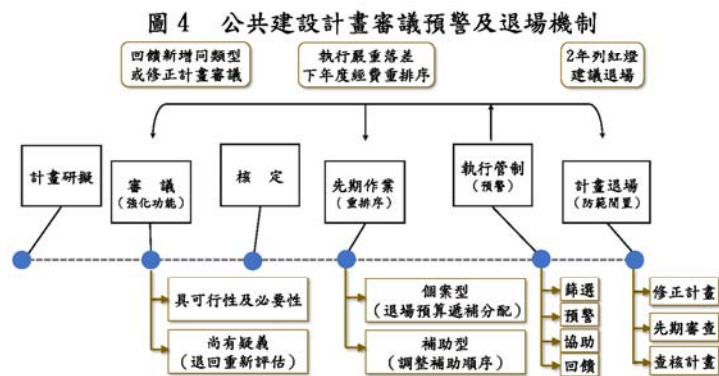 圖 4 公共建設計畫審議預警及退場機制
回饋新增同類型
或修正計畫審議
執行嚴重落差
下年度經費重排序
2年列紅燈
建議退場
計畫研擬
審 議
(強化功能)
核 定
先期作業
(重排序)
執行管制
(預警)
計畫退場
(防範閒置)
具可行性及必要性
尚有疑義
(退回重新評估)
個案型
(退場預算遞補分配)
補助型
(調整補助順序)
篩選
預警
協助
回饋
修正計畫
先期審查
查核計畫